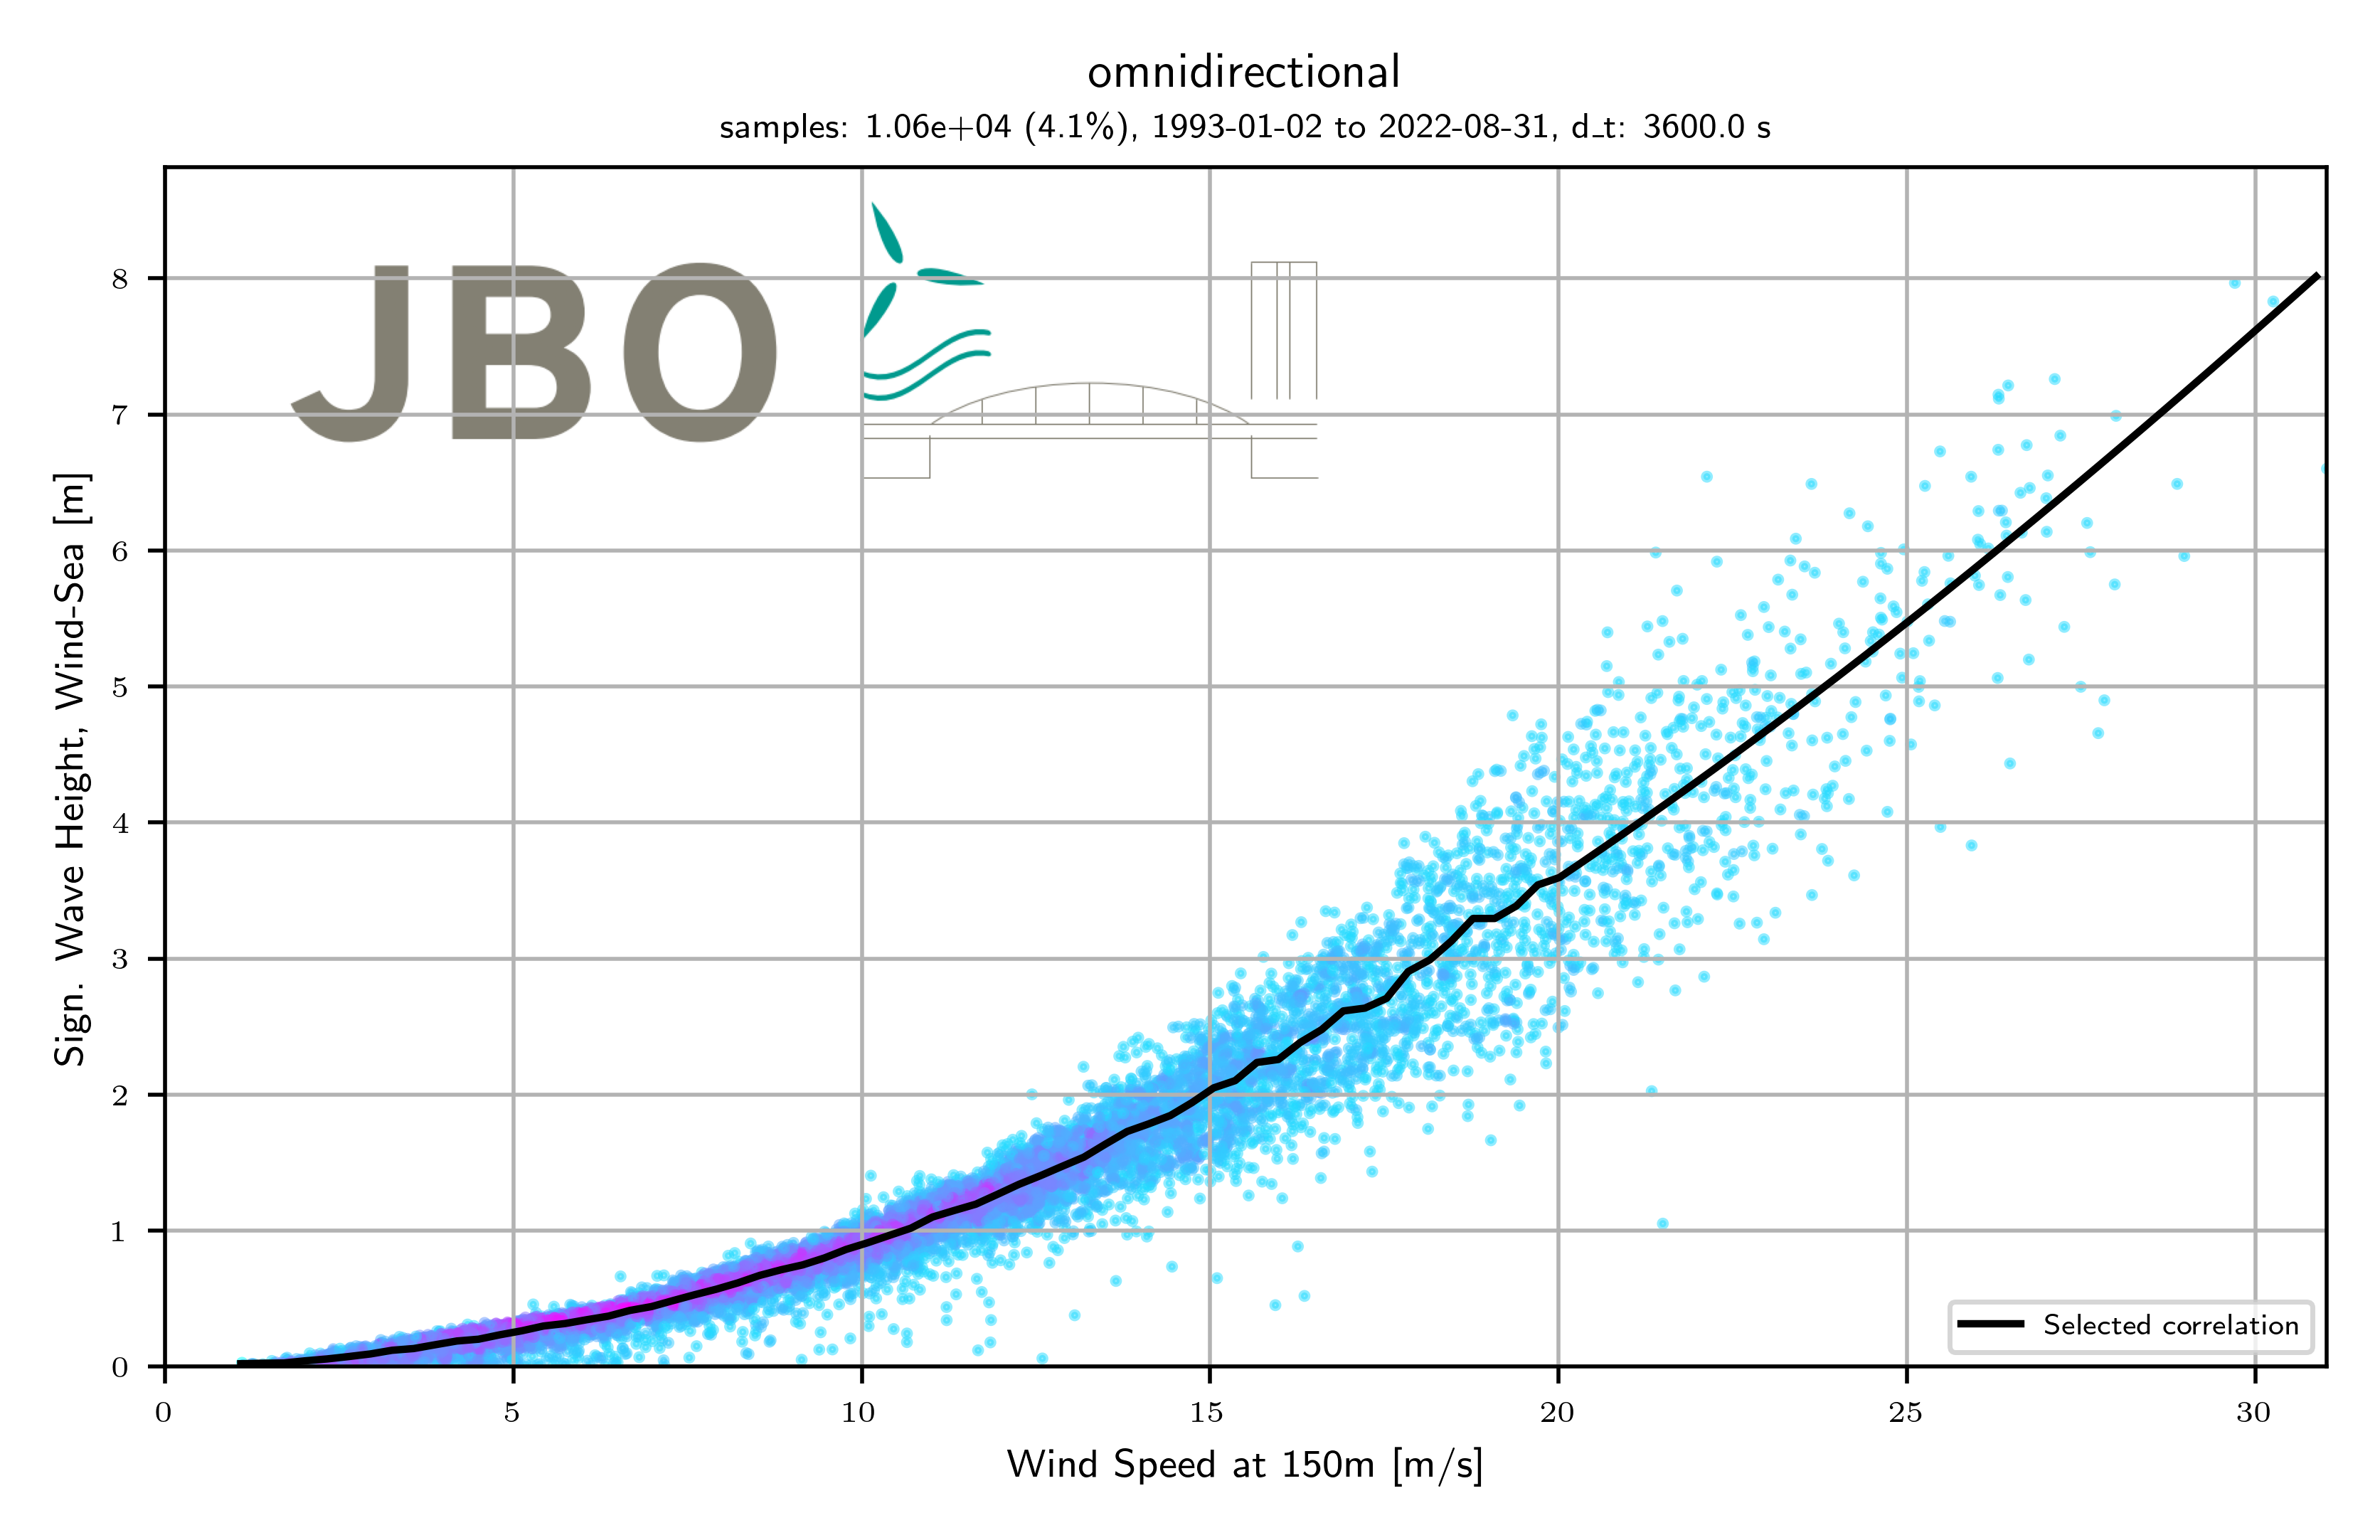 omnidirectional
samples: 1.06e+04 (4.1%), 1993-01-02 to 2022-08-31, d_t: 3600.0 s
JBO
Sign. Wave Height, Wind-Sea [m]
8
7
6
5
4
3
2
1
0
0 5 10 15 20 25 30
Wind Speed at 150m [m/s]
Selected correlation